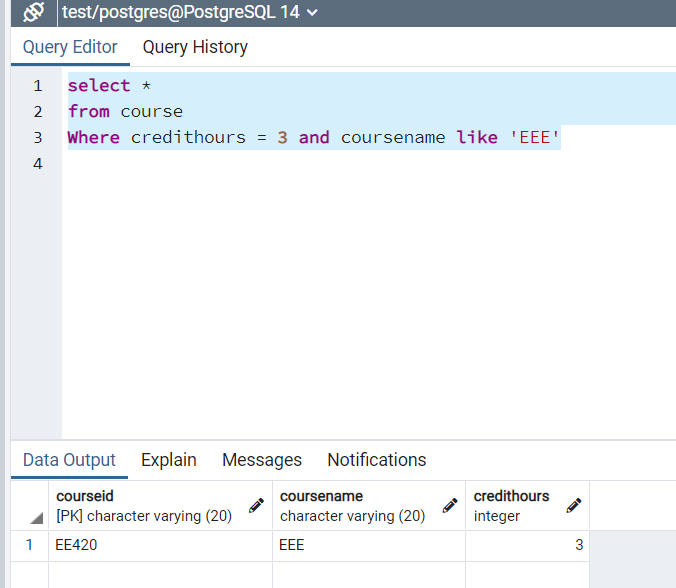 test/postgres@PostgreSQL 14
Query Editor Query History
1 select *
2 from course
3 Where credithours = 3 and coursename like 'EEE'
4
Data Output Explain Messages Notifications
courseid coursename credithours
[PK] character varying (20) character varying (20) integer
1 EE420 EEE 3